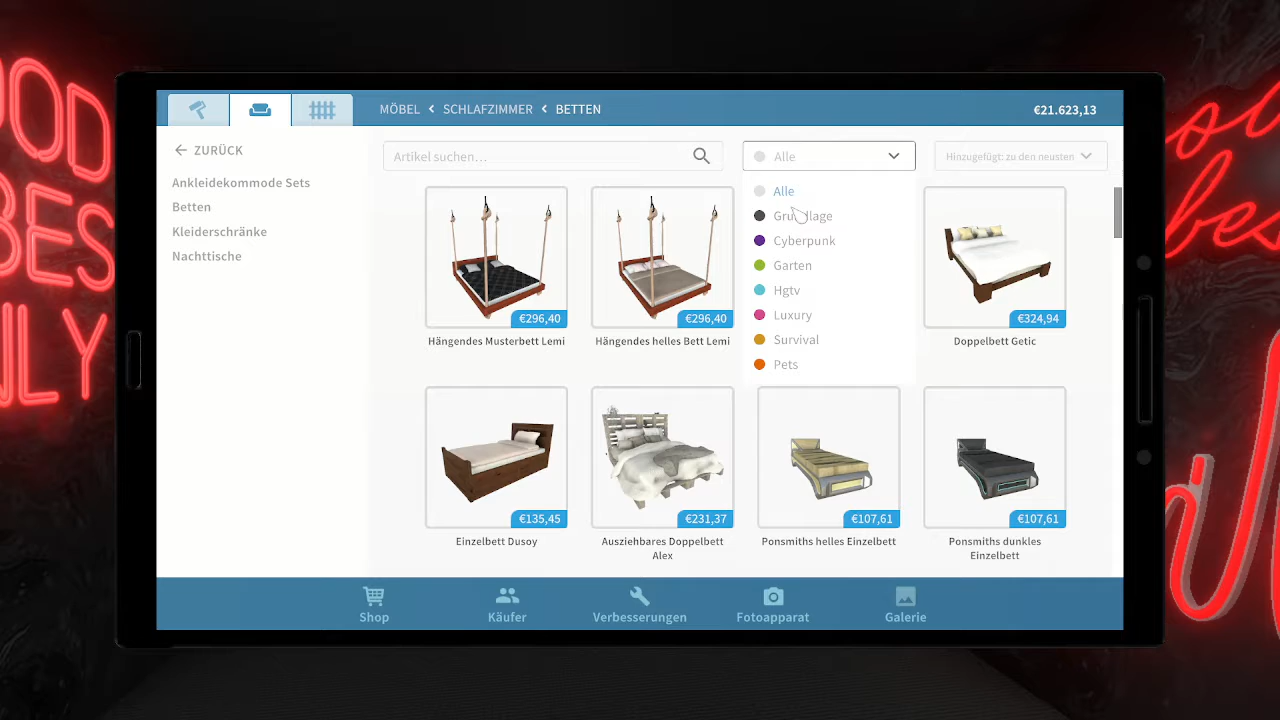 MÖBEL < SCHLAFZIMMER < BETTEN
€21.623,13
ZURÜCK
Ankleidekommode Sets
Betten
Kleiderschränke
Nachttische
Artikel suchen...
Alle
Hinzugefügt: zu den neusten
Alle
Grundlage
Cyberpunk
Garten
Hgtv
Luxury
Survival
Pets
€296,40
Hängendes Musterbett Lemi
€296,40
Hängendes helles Bett Lemi
€324,94
Doppelbett Getic
€135,45
Einzelbett Dusoy
€231,37
Ausziehbares Doppelbett
Alex
€107,61
Ponsmiths helles Einzelbett
€107,61
Ponsmiths dunkles
Einzelbett
Shop
Käufer
Verbesserungen
Fotoapparat
Galerie